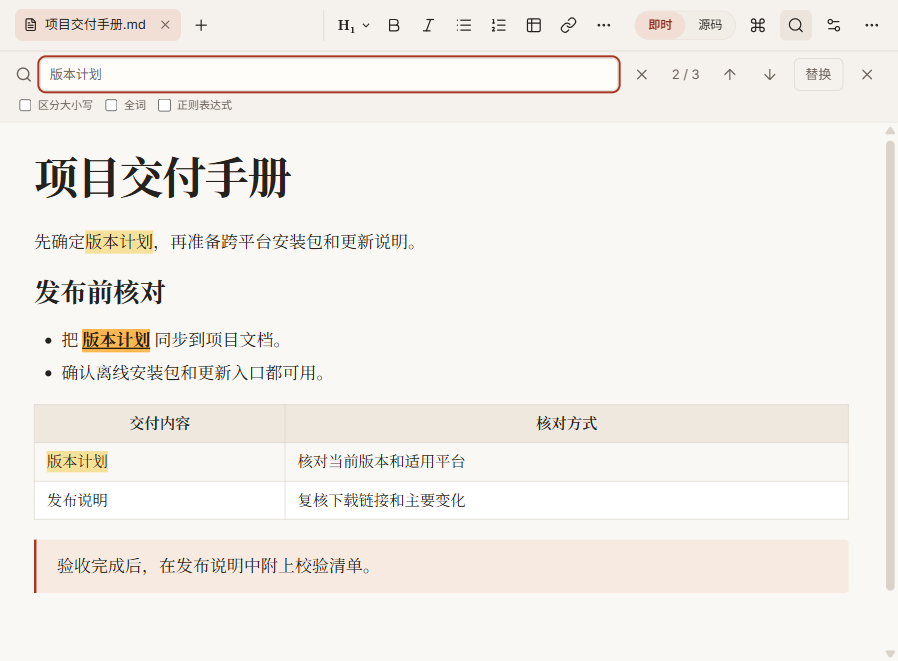 项目交付手册.md
H1
即时 源码
版本计划
2 / 3
替换
区分大小写 全词 正则表达式
项目交付手册
先确定版本计划，再准备跨平台安装包和更新说明。
发布前核对
把 版本计划 同步到项目文档。
确认离线安装包和更新入口都可用。
交付内容 核对方式
版本计划 核对当前版本和适用平台
发布说明 复核下载链接和主要变化
验收完成后，在发布说明中附上校验清单。